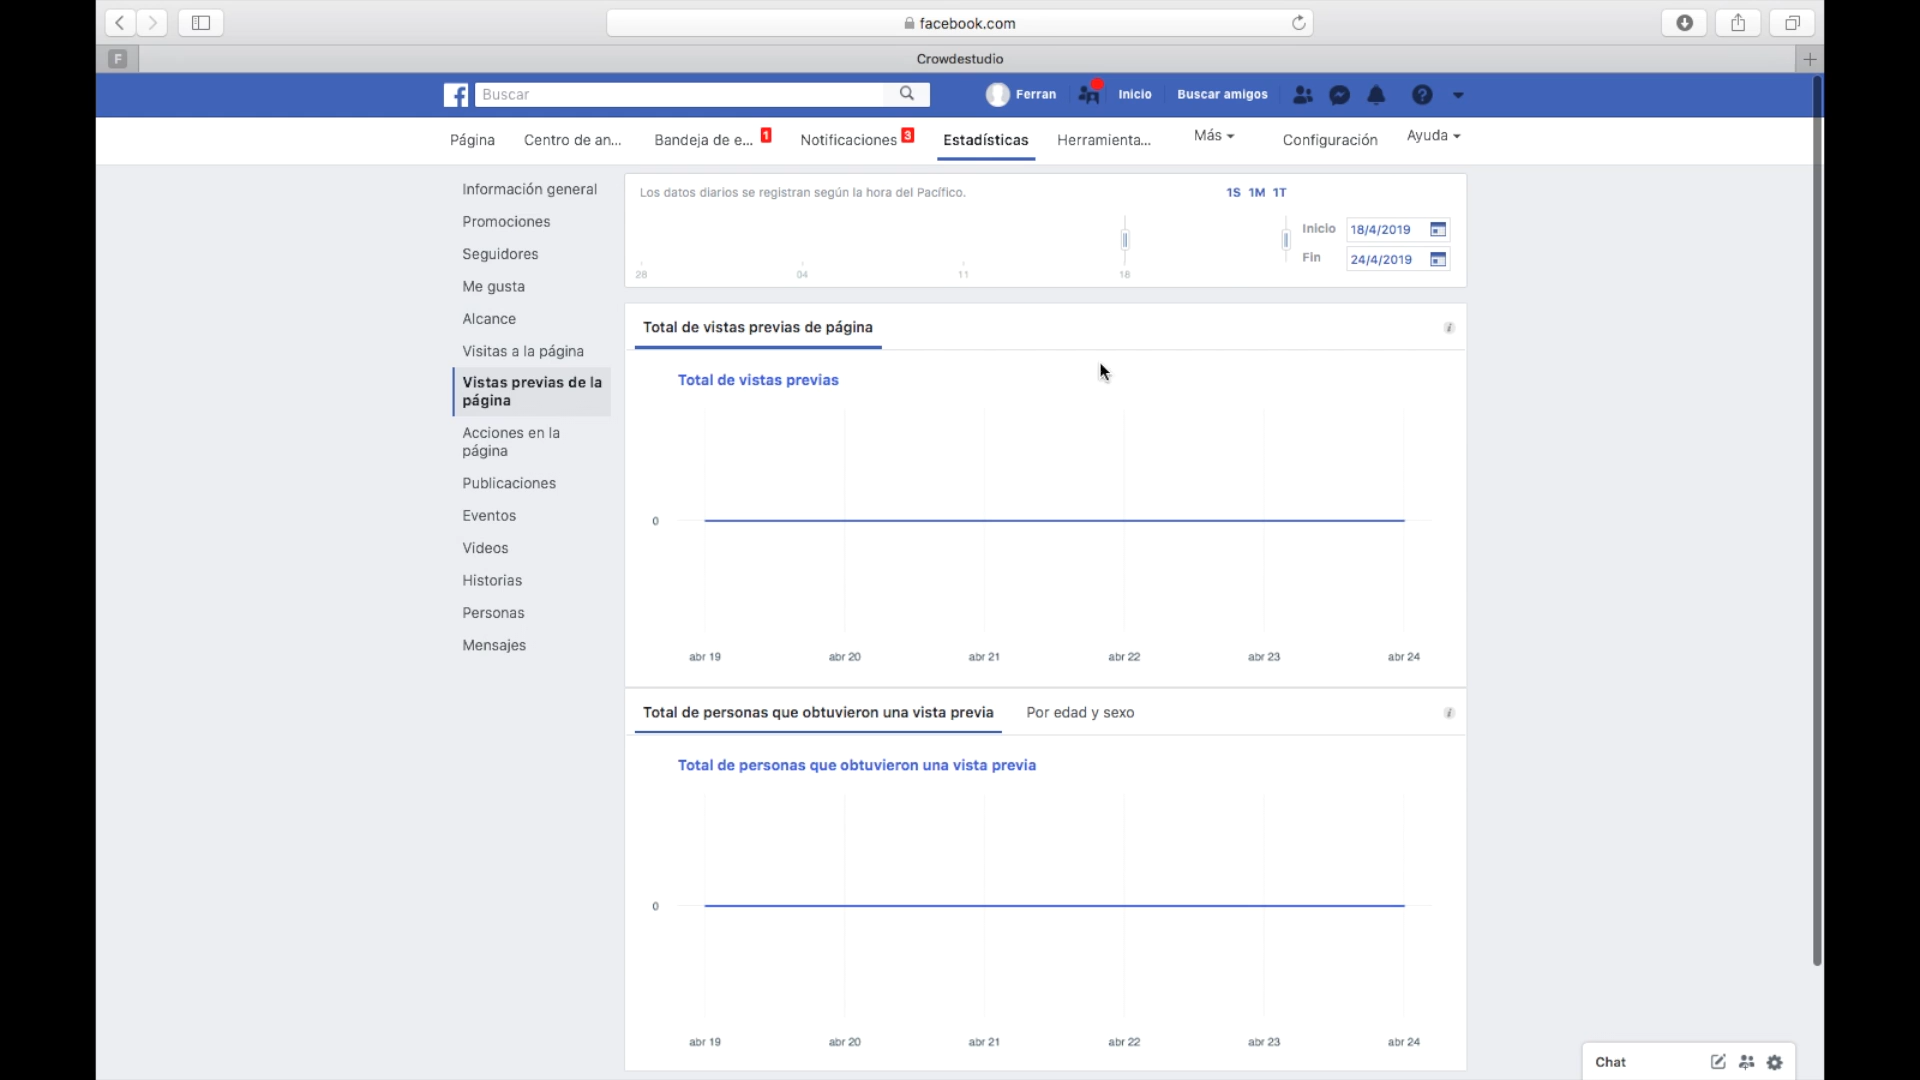 facebook.com
F
Crowdestudio
Buscar
Ferran
Inicio
Buscar amigos
Página
Centro de an...
Bandeja de e... 1
Notificaciones 3
Estadísticas
Herramienta...
Más
Configuración
Ayuda
Información general
Promociones
Seguidores
Me gusta
Alcance
Visitas a la página
Vistas previas de la
página
Acciones en la
página
Publicaciones
Eventos
Videos
Historias
Personas
Mensajes
Los datos diarios se registran según la hora del Pacífico.
1S 1M 1T
Inicio 18/4/2019
Fin 24/4/2019
28 04 11 18
Total de vistas previas de página
Total de vistas previas
0
abr 19 abr 20 abr 21 abr 22 abr 23 abr 24
Total de personas que obtuvieron una vista previa
Por edad y sexo
Total de personas que obtuvieron una vista previa
0
abr 19 abr 20 abr 21 abr 22 abr 23 abr 24
Chat